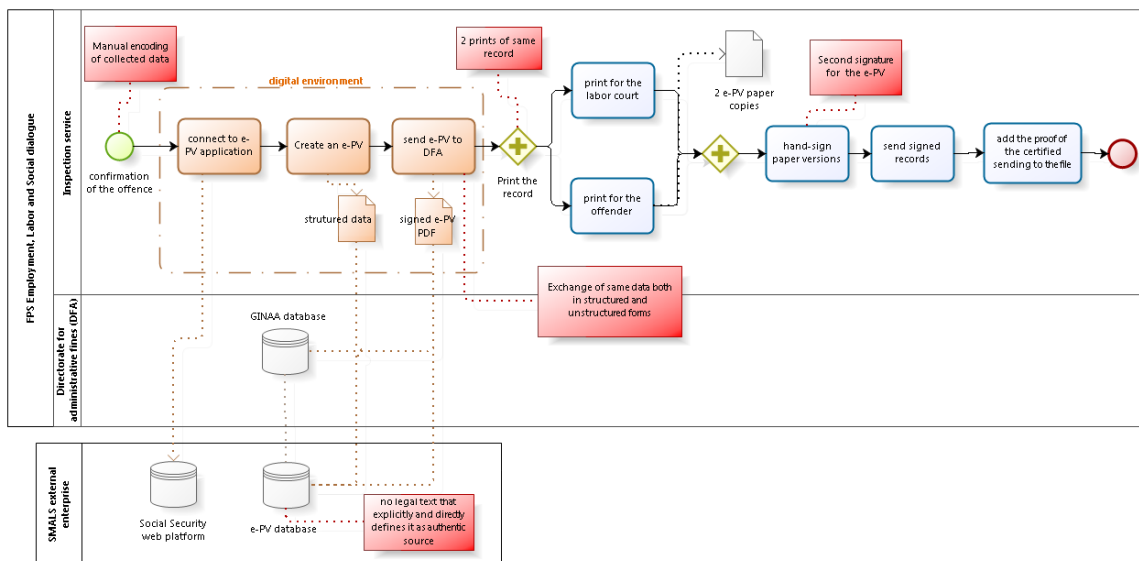 FPS Employment, Labor and Social dialogue
Inspection service
Manual encoding
of collected data
confirmation
of the offence
digital environment
connect to e-
PV application
Create an e-PV
send e-PV to
DFA
strutured data
signed e-PV
PDF
2 prints of same
record
Print the
record
print for the
labor court
print for the
offender
2 e-PV paper
copies
Second signature
for the e-PV
hand-sign
paper versions
send signed
records
add the proof of
the certified
sending to the file
Exchange of same data both
in structured and
unstructured forms
Directorate for
administrative fines (DFA)
GINAA database
SMALS external
enterprise
Social Security
web platform
e-PV database
no legal text that
explicitly and directly
defines it as authentic
source